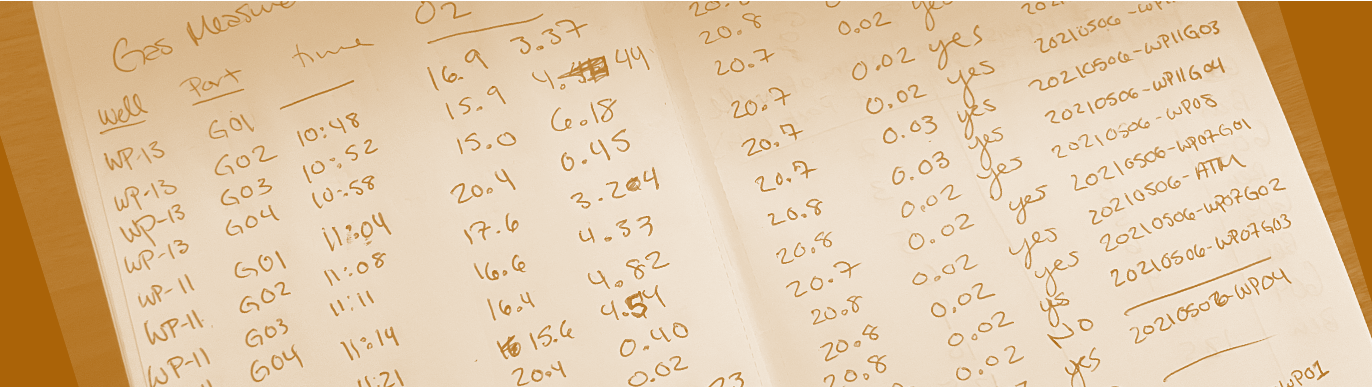 Gas Measure
Well Port time O2
WP-13 G01 10:48 16.9 3.37
WP-13 G02 10:52 15.9 4.44
WP-13 G03 10:58 15.0 6.18
WP-13 G04 11:04 20.4 0.45
WP-11 G01 11:08 17.6 3.24
WP-11 G02 11:11 16.6 4.33
WP-11 G03 11:14 16.4 4.82
G04 11:21 15.6 4.54
20.4 0.40
0.02
20.8 0.02 yes
20.7 0.02 yes
20.7 0.02 yes 20210506-WP11G03
20.7 0.03 yes 20210506-WP11G04
20.7 0.03 yes 20210506-WP08
20.8 0.02 yes 20210506-WP07G01
20.8 0.02 yes 20210506-ATM
20.7 0.02 yes 20210506-WP07G02
20.8 0.02 yes 20210506-WP07G03
20.8 0.02 ys
20.8 0.02 No 20210506-WP04
yes
WP01